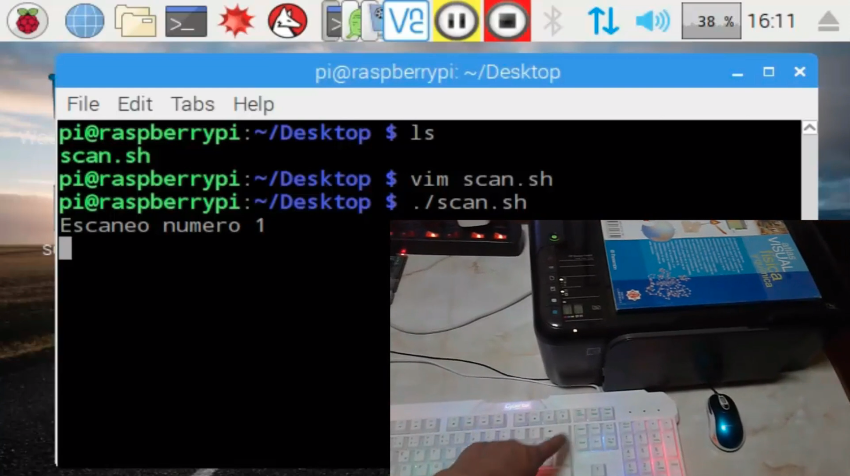 38 % 16:11
pi@raspberrypi: ~/Desktop
File Edit Tabs Help
pi@raspberrypi:~/Desktop $ ls
scan.sh
pi@raspberrypi:~/Desktop $ vim scan.sh
pi@raspberrypi:~/Desktop $ ./scan.sh
Escaneo numero 1
VISUAL